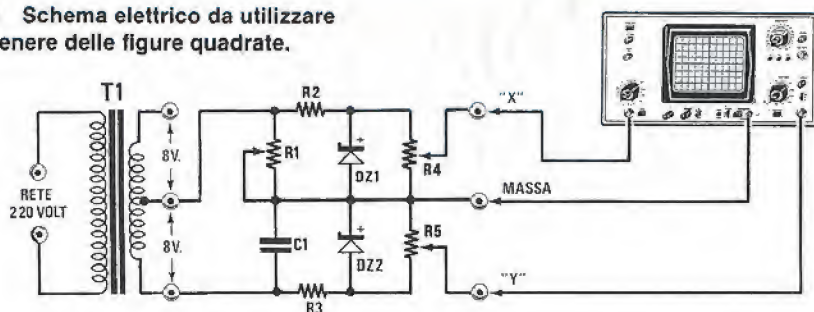 Schema elettrico da utilizzare
enere delle figure quadrate.
T1
8V.
8V.
RETE
220 VOLT
R2
R1
C1
R3
DZ1
DZ2
+
+
R4
R5
"X"
MASSA
"Y"